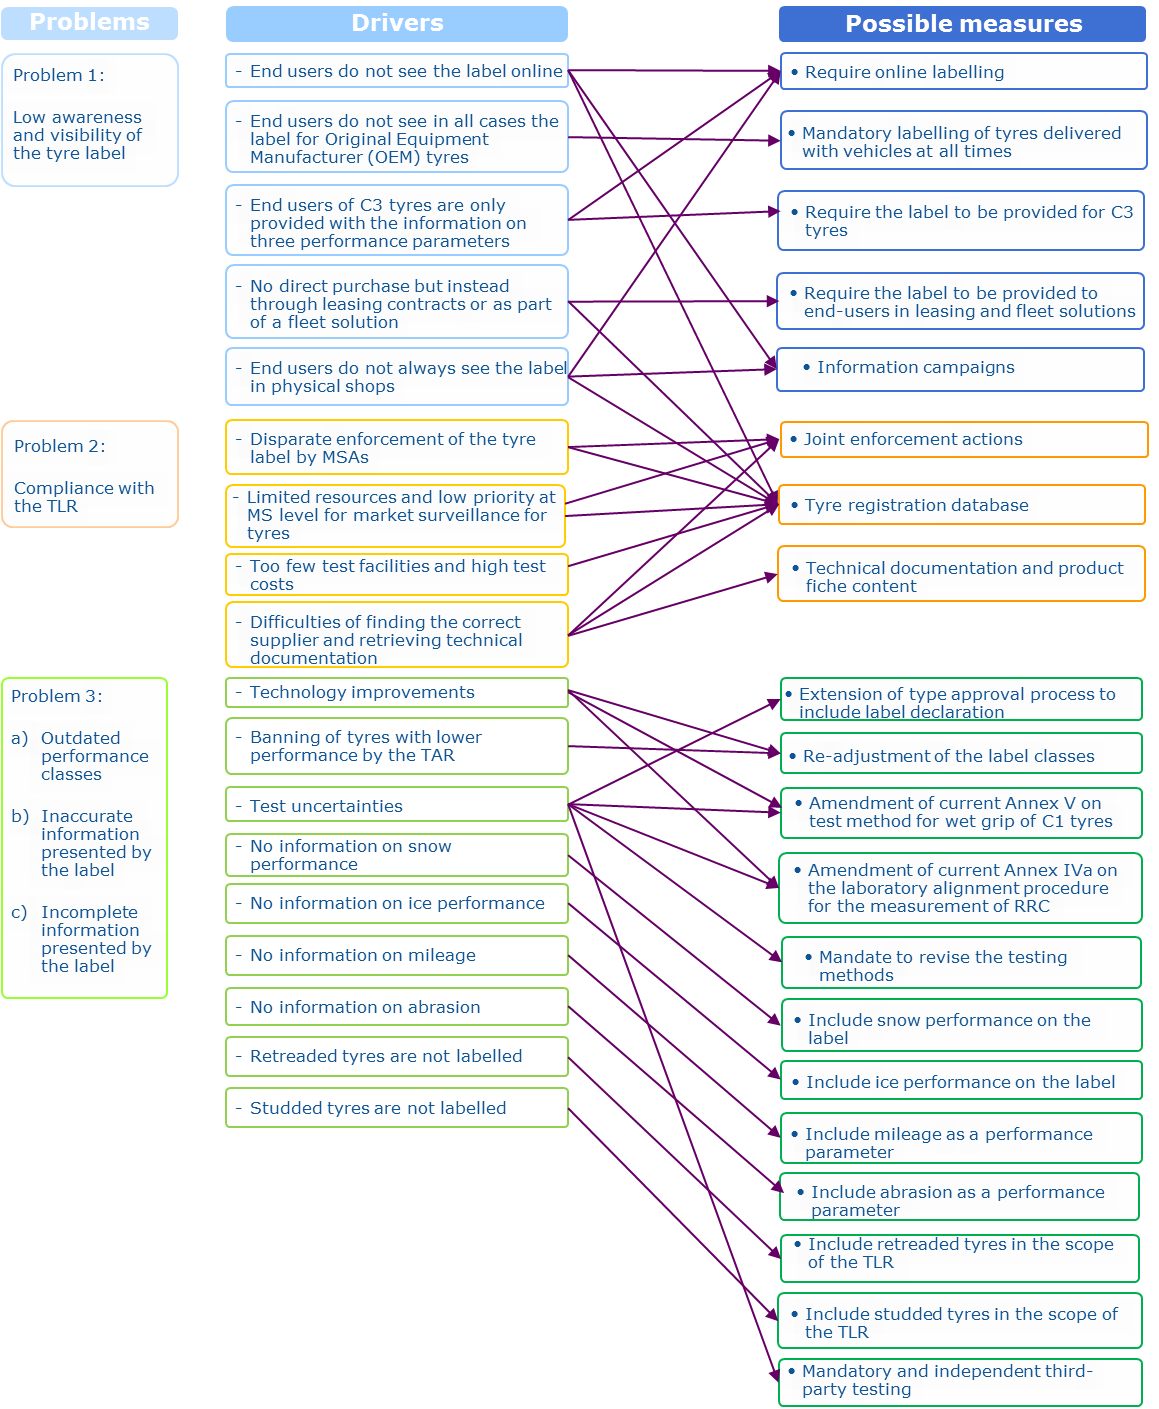 Problems
Problem 1:
Low awareness
and visibility of
the tyre label
Problem 2:
Compliance with
the TLR
Problem 3:
a) Outdated
performance
classes
b) Inaccurate
information
presented by
the label
c) Incomplete
information
presented by
the label
Drivers
- End users do not see the label online
- End users do not see in all cases the
label for Original Equipment
Manufacturer (OEM) tyres
- End users of C3 tyres are only
provided with the information on
three performance parameters
- No direct purchase but instead
through leasing contracts or as part
of a fleet solution
- End users do not always see the label
in physical shops
- Disparate enforcement of the tyre
label by MSAs
- Limited resources and low priority at
MS level for market surveillance for
tyres
- Too few test facilities and high test
costs
- Difficulties of finding the correct
supplier and retrieving technical
documentation
- Technology improvements
- Banning of tyres with lower
performance by the TAR
- Test uncertainties
- No information on snow
performance
- No information on ice performance
- No information on mileage
- No information on abrasion
- Retreaded tyres are not labelled
- Studded tyres are not labelled
Possible measures
• Require online labelling
• Mandatory labelling of tyres delivered
with vehicles at all times
• Require the label to be provided for C3
tyres
• Require the label to be provided to
end-users in leasing and fleet solutions
• Information campaigns
• Joint enforcement actions
• Tyre registration database
• Technical documentation and product
fiche content
• Extension of type approval process to
include label declaration
• Re-adjustment of the label classes
• Amendment of current Annex V on
test method for wet grip of C1 tyres
• Amendment of current Annex IVa on
the laboratory alignment procedure
for the measurement of RRC
• Mandate to revise the testing
methods
• Include snow performance on the
label
• Include ice performance on the label
• Include mileage as a performance
parameter
• Include abrasion as a performance
parameter
• Include retreaded tyres in the scope
of the TLR
• Include studded tyres in the scope of
the TLR
• Mandatory and independent third-
party testing